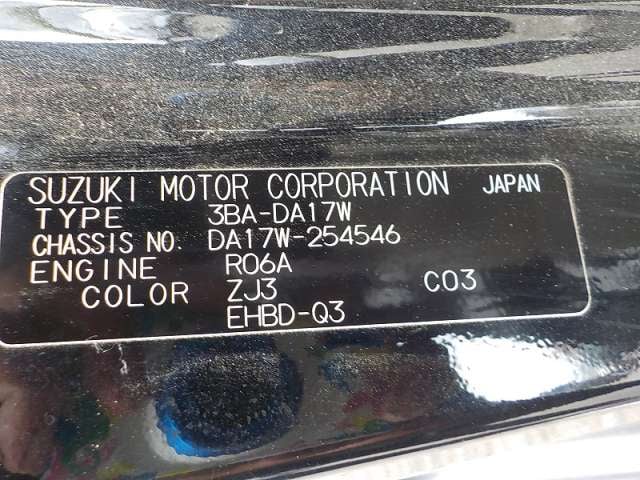 SUZUKI MOTOR CORPORATION JAPAN
TYPE 3BA-DA17W
CHASSIS NO. DA17W-254546
ENGINE R06A
COLOR ZJ3 C03
EHBD-Q3